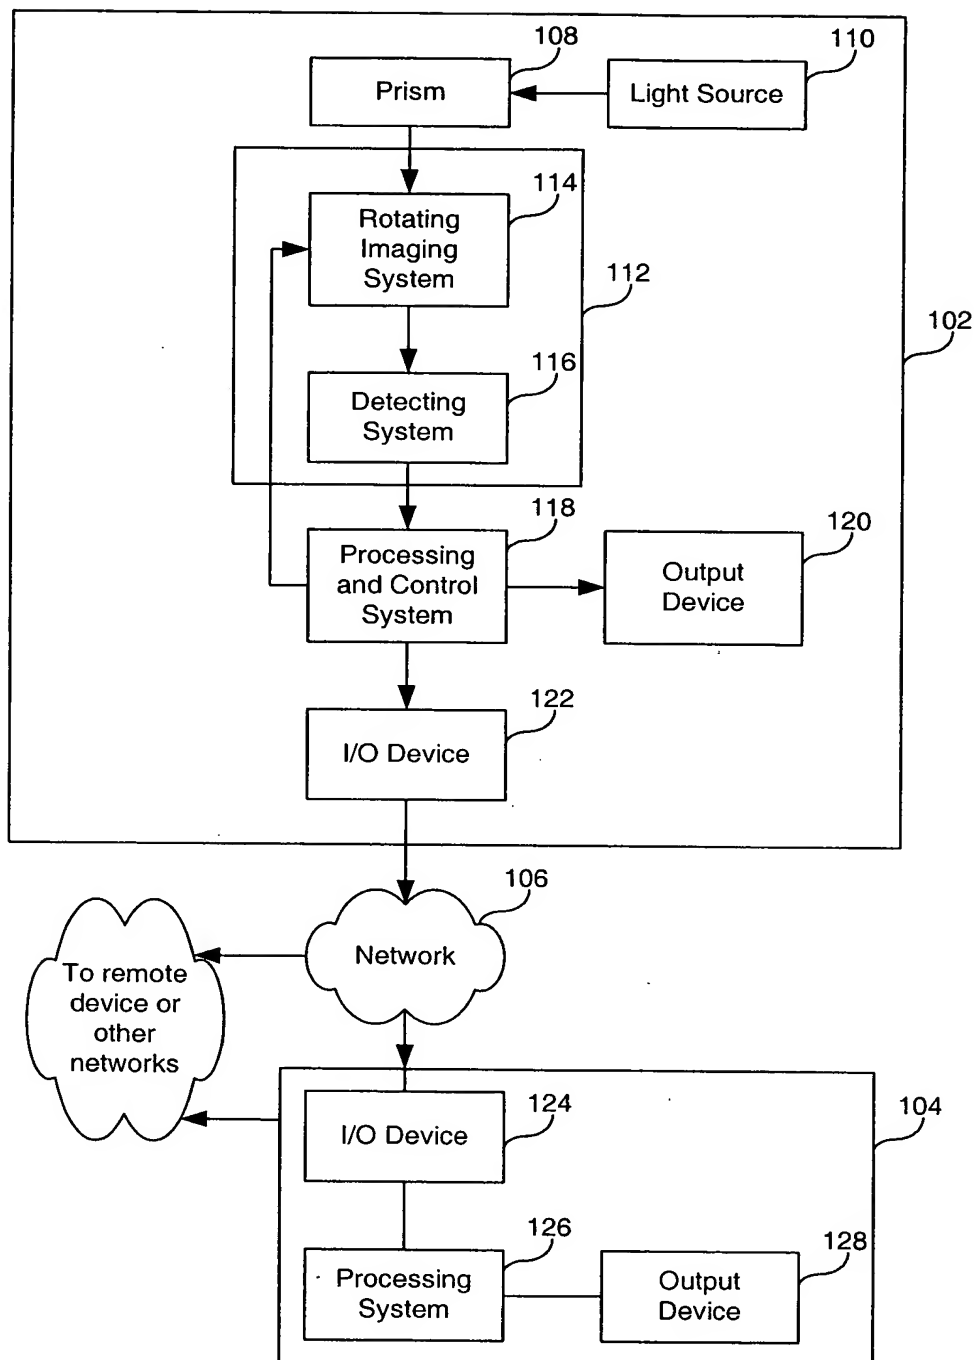 108
110
Prism
Light Source
114
Rotating
Imaging
System
112
102
116
Detecting
System
118
120
Processing
and Control
System
Output
Device
122
I/O Device
106
Network
To remote
device or
other
networks
124
104
I/O Device
126
128
Processing
System
Output
Device